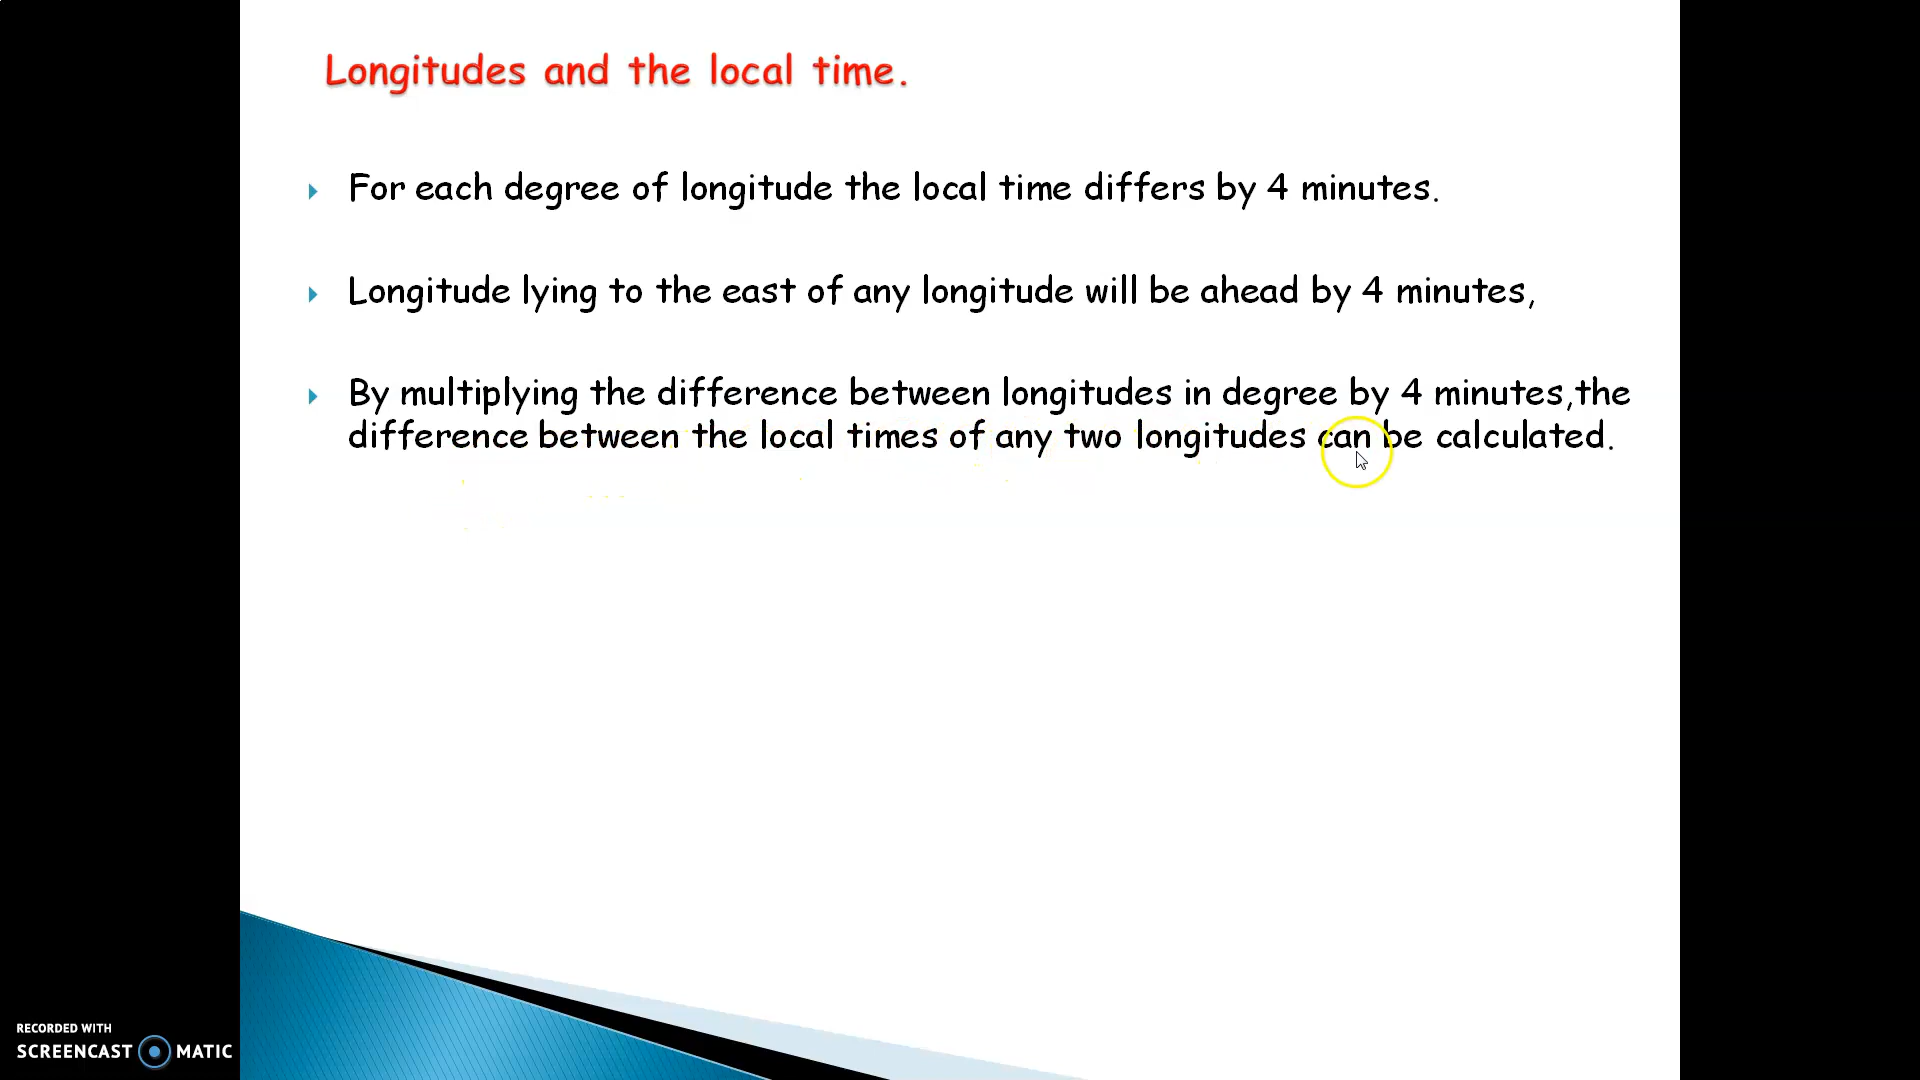 Longitudes and the local time.
For each degree of longitude the local time differs by 4 minutes.
Longitude lying to the east of any longitude will be ahead by 4 minutes,
By multiplying the difference between longitudes in degree by 4 minutes,the
difference between the local times of any two longitudes can be calculated.
RECORDED WITH
SCREENCAST MATIC